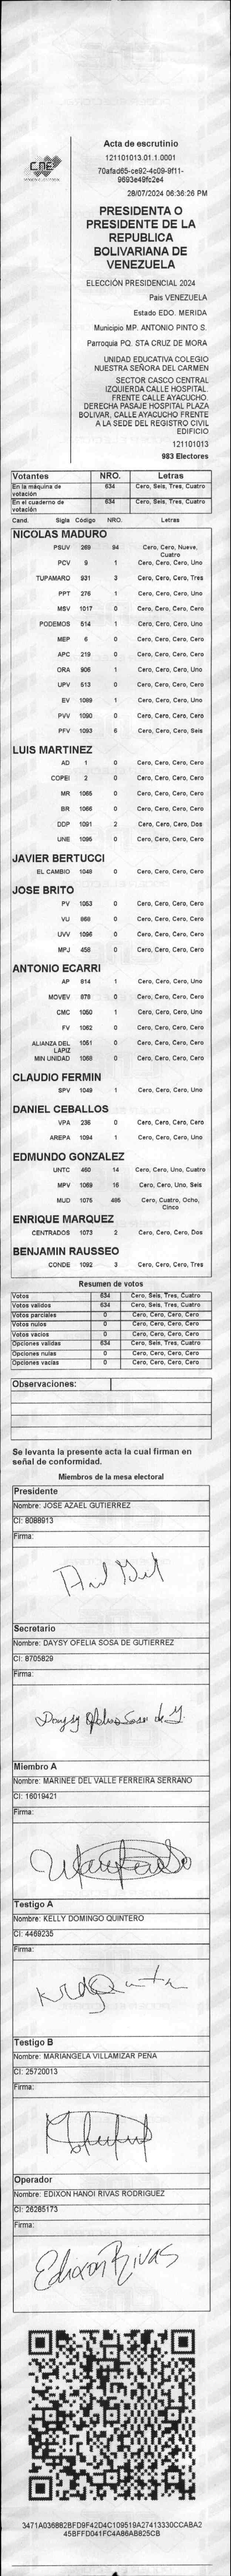 CNE
Acta de escrutinio
121101013.01.1.0001
70afad65-ce92-4c09-9f11-
9693e49fc2e4
28/07/2024 06:36:26 PM
PRESIDENTA O
PRESIDENTE DE LA
REPUBLICA
BOLIVARIANA DE
VENEZUELA
ELECCIÓN PRESIDENCIAL 2024
Pais VENEZUELA
Estado EDO. MERIDA
Municipio MP. ANTONIO PINTO S.
Parroquia PQ. STA CRUZ DE MORA
UNIDAD EDUCATIVA COLEGIO
NUESTRA SEÑORA DEL CARMEN
SECTOR CASCO CENTRAL
IZQUIERDA CALLE HOSPITAL.
FRENTE CALLE AYACUCHO.
DERECHA PASAJE HOSPITAL PLAZA
BOLIVAR. CALLE AYACUCHO FRENTE
A LA SEDE DEL REGISTRO CIVIL
EDIFICIO
121101013
983 Electores
Votantes NRO. Letras
En la máquina de votación 634 Cero, Seis, Tres, Cuatro
En el cuaderno de votación 634 Cero, Seis, Tres, Cuatro
Cand. Sigla Codigo NRO. Letras
NICOLAS MADURO
PSUV 269 94 Cero, Cero, Nueve, Cuatro
PCV 9 1 Cero, Cero, Cero, Uno
TUPAMARO 931 3 Cero, Cero, Cero, Tres
PPT 276 1 Cero, Cero, Cero, Uno
MSV 1017 0 Cero, Cero, Cero, Cero
PODEMOS 514 1 Cero, Cero, Cero, Uno
MEP 6 0 Cero, Cero, Cero, Cero
APC 219 0 Cero, Cero, Cero, Cero
ORA 906 1 Cero, Cero, Cero, Uno
UPV 513 0 Cero, Cero, Cero, Cero
EV 1089 1 Cero, Cero, Cero, Uno
PVV 1090 0 Cero, Cero, Cero, Cero
PFV 1093 6 Cero, Cero, Cero, Seis
LUIS MARTINEZ
AD 1 0 Cero, Cero, Cero, Cero
COPEI 2 0 Cero, Cero, Cero, Cero
MR 1065 0 Cero, Cero, Cero, Cero
BR 1066 0 Cero, Cero, Cero, Cero
DDP 1091 2 Cero, Cero, Cero, Dos
UNE 1095 0 Cero, Cero, Cero, Cero
JAVIER BERTUCCI
EL CAMBIO 1048 0 Cero, Cero, Cero, Cero
JOSE BRITO
PV 1053 0 Cero, Cero, Cero, Cero
VU 868 0 Cero, Cero, Cero, Cero
UVV 1096 0 Cero, Cero, Cero, Cero
MPJ 458 0 Cero, Cero, Cero, Cero
ANTONIO ECARRI
AP 814 1 Cero, Cero, Cero, Uno
MOVEV 878 0 Cero, Cero, Cero, Cero
CMC 1050 1 Cero, Cero, Cero, Uno
FV 1062 0 Cero, Cero, Cero, Cero
ALIANZA DEL LAPIZ 1051 0 Cero, Cero, Cero, Cero
MIN UNIDAD 1068 0 Cero, Cero, Cero, Cero
CLAUDIO FERMIN
SPV 1049 1 Cero, Cero, Cero, Uno
DANIEL CEBALLOS
VPA 236 0 Cero, Cero, Cero, Cero
AREPA 1094 1 Cero, Cero, Cero, Uno
EDMUNDO GONZALEZ
UNTC 460 14 Cero, Cero, Uno, Cuatro
MPV 1069 16 Cero, Cero, Uno, Seis
MUD 1075 485 Cero, Cuatro, Ocho, Cinco
ENRIQUE MARQUEZ
CENTRADOS 1073 2 Cero, Cero, Cero, Dos
BENJAMIN RAUSSEO
CONDE 1092 3 Cero, Cero, Cero, Tres
Resumen de votos
Votos 634 Cero, Seis, Tres, Cuatro
Votos validos 634 Cero, Seis, Tres, Cuatro
Votos parciales 0 Cero, Cero, Cero, Cero
Votos nulos 0 Cero, Cero, Cero, Cero
Votos vacios 0 Cero, Cero, Cero, Cero
Opciones validas 634 Cero, Seis, Tres, Cuatro
Opciones nulas 0 Cero, Cero, Cero, Cero
Opciones vacias 0 Cero, Cero, Cero, Cero
Observaciones:
Se levanta la presente acta la cual firman en
señal de conformidad.
Miembros de la mesa electoral
Presidente
Nombre: JOSE AZAEL GUTIERREZ
CI: 8088913
Firma:
Secretario
Nombre: DAYSY OFELIA SOSA DE GUTIERREZ
CI: 8705829
Firma:
Daysy Ofelia Sosa de G.
Miembro A
Nombre: MARINEE DEL VALLE FERREIRA SERRANO
CI: 16019421
Firma:
Testigo A
Nombre: KELLY DOMINGO QUINTERO
CI: 4469235
Firma:
Testigo B
Nombre: MARIANGELA VILLAMIZAR PENA
CI: 25720013
Firma:
Operador
Nombre: EDIXON HANOI RIVAS RODRIGUEZ
CI: 26285173
Firma:
Edixon Rivas
3471A036882BFD9F42D4C109519A27413330CCABA2
45BFFD041FC4A86AB825CB